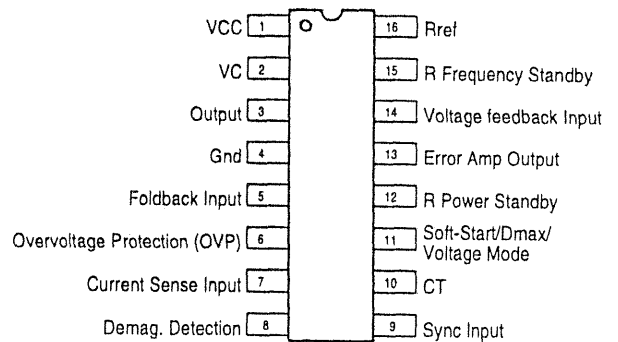 VCC 1
VC 2
Output 3
Gnd 4
Foldback Input 5
Overvoltage Protection (OVP) 6
Current Sense Input 7
Demag. Detection 8
16 Rref
15 R Frequency Standby
14 Voltage feedback Input
13 Error Amp Output
12 R Power Standby
11 Soft-Start/Dmax/
Voltage Mode
10 CT
9 Sync Input